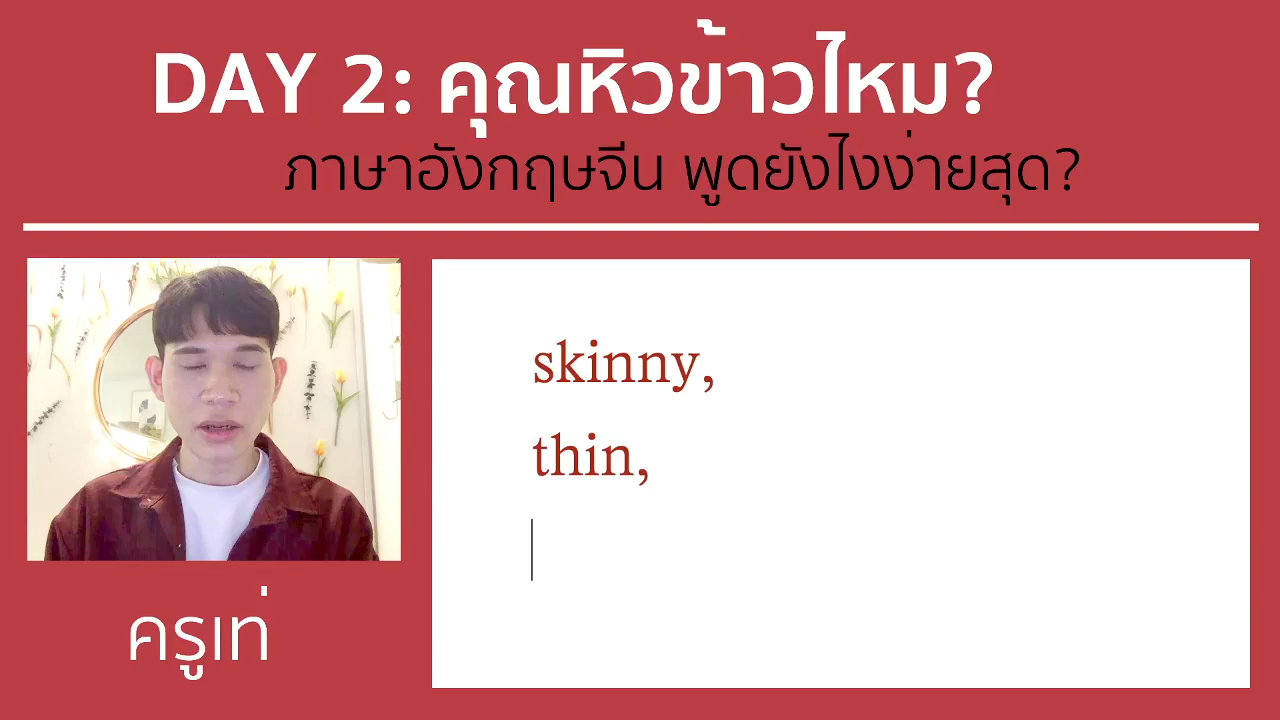 DAY 2: คุณหิวข้าวไหม?
ภาษาอังกฤษจีน พูดยังไงง่ายสุด?
skinny,
thin,
ครูเท่